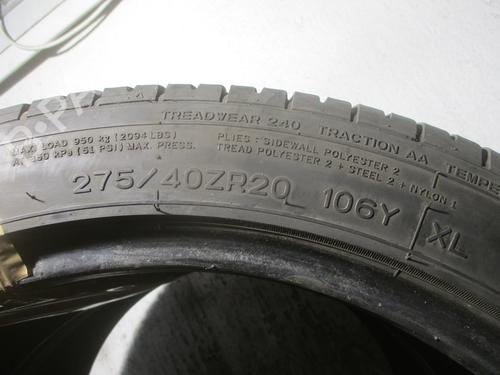 TREADWEAR 240 TRACTION AA
MAX. LOAD 950 kg (2094 LBS)
AT 350 kPa (51 PSI) MAX. PRESS.
PLIES : SIDEWALL POLYESTER 2
TREAD POLYESTER 2 + STEEL 2 + NYLON 1
275/40ZR20 106Y XL